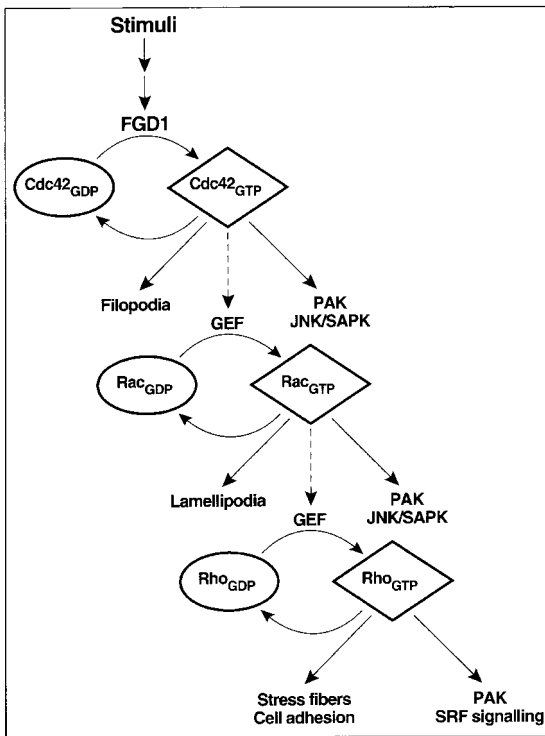 Stimuli
FGD1
Cdc42GDP
Cdc42GTP
Filopodia
PAK
JNK/SAPK
GEF
RacGDP
RacGTP
Lamellipodia
PAK
JNK/SAPK
GEF
RhoGDP
RhoGTP
Stress fibers
Cell adhesion
PAK
SRF signalling